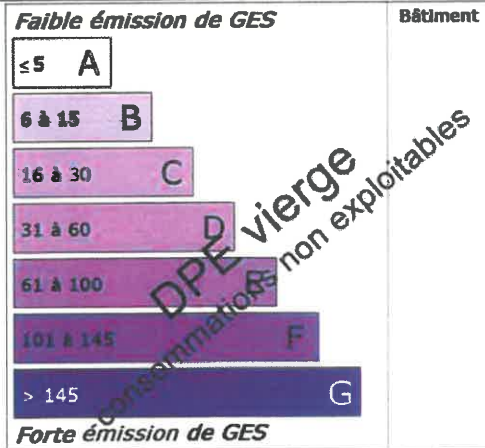 Faible émission de GES
Bâtiment
≤5 A
6 à 15 B
16 à 30 C
31 à 60 D
61 à 100 E
101 à 145 F
> 145 G
Forte émission de GES
DPE vierge
consommations non exploitables